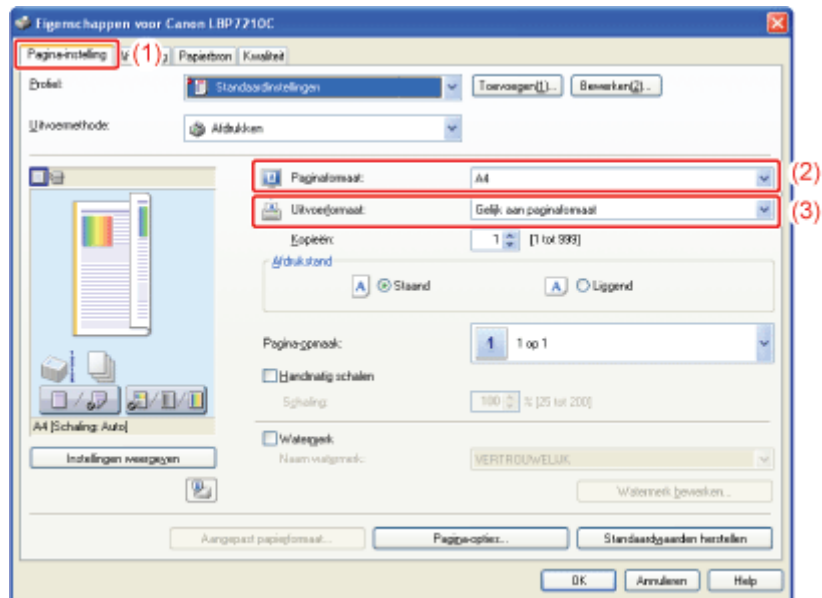 Eigenschappen voor Canon LBP7210C
Pagina-instelling (1) Papierbron Kwaliteit
Profiel: Standaardinstellingen Toevoegen(1)... Bewerken(2)...
Uitvoermethode: Afdrukken
Paginaformaat: A4 (2)
Uitvoerformaat: Gelijk aan paginaformaat (3)
Kopieën: 1 [1 tot 999]
Afdrukstand
A Staand A Liggend
Pagina-opmaak: 1 1 op 1
Handmatig schalen
Schaling: 100 % [25 tot 200]
A4 [Schaling: Auto]
Watermerk
Instellingen weergeven
Naam watermerk: VERTROUWELIJK
Watermerk bewerken...
Aangepast papierformaat... Pagina-opties... Standaardwaarden herstellen
OK Annuleren Help